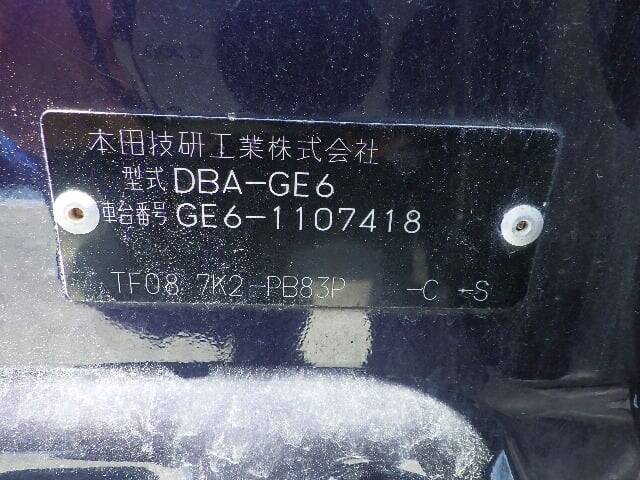 本田技研工業株式会社
型式 DBA-GE6
車台番号 GE6-1107418
TF08 7K2-PB83P -C -S